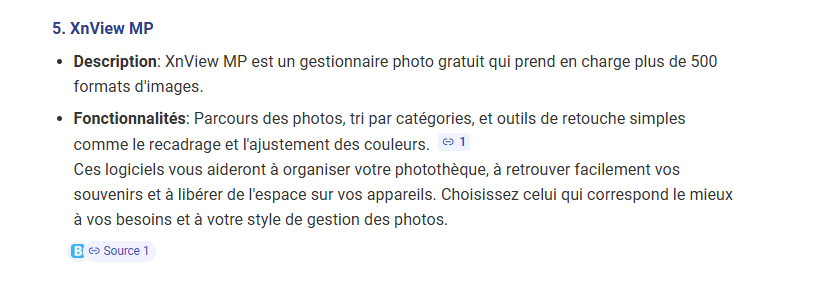 5. XnView MP
• Description: XnView MP est un gestionnaire photo gratuit qui prend en charge plus de 500
formats d'images.
• Fonctionnalités: Parcours des photos, tri par catégories, et outils de retouche simples
comme le recadrage et l'ajustement des couleurs. 1
Ces logiciels vous aideront à organiser votre photothèque, à retrouver facilement vos
souvenirs et à libérer de l'espace sur vos appareils. Choisissez celui qui correspond le mieux
à vos besoins et à votre style de gestion des photos.
B Source 1